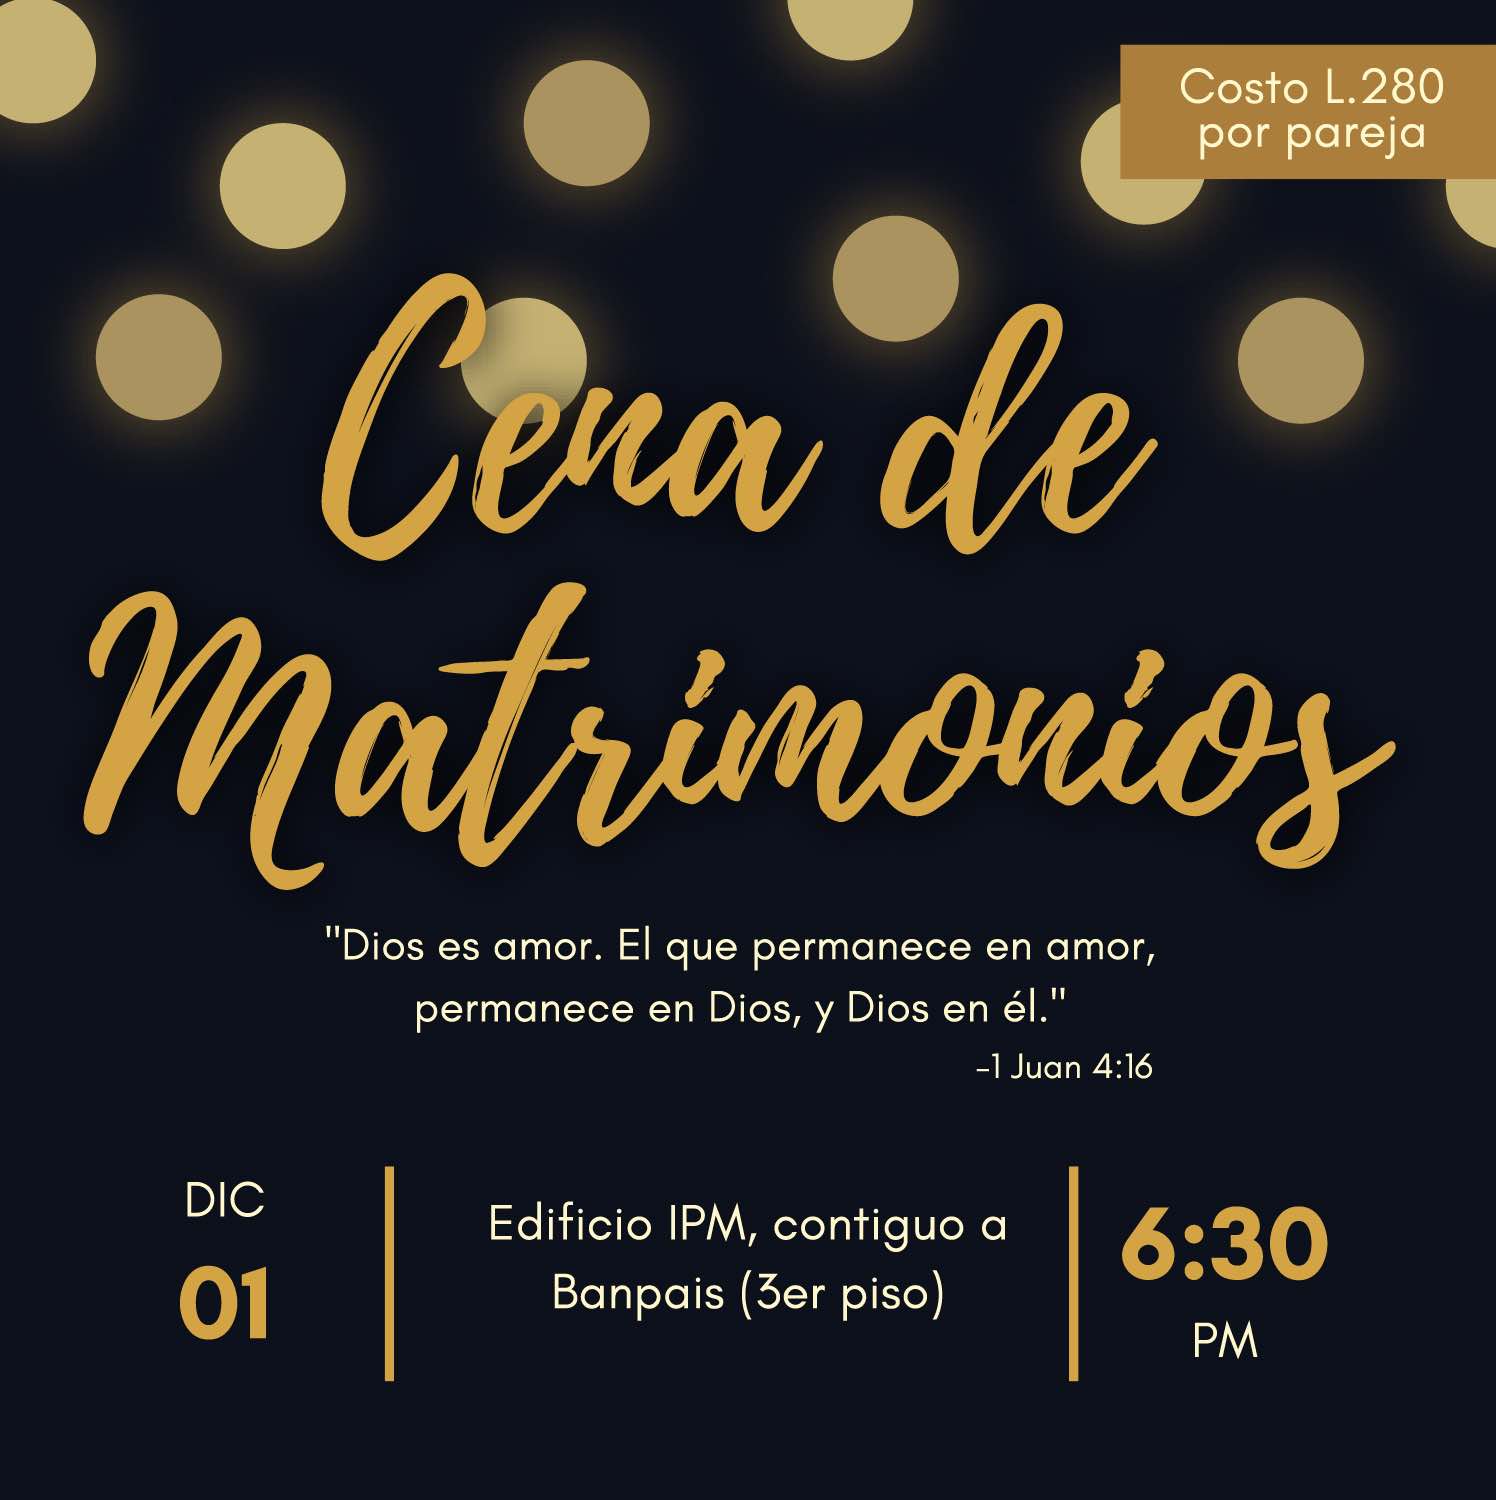 Costo L.280
por pareja
Cena de
Matrimonios
"Dios es amor. El que permanece en amor,
permanece en Dios, y Dios en él."
-1 Juan 4:16
DIC
01
Edificio IPM, contiguo a
Banpais (3er piso)
6:30
PM